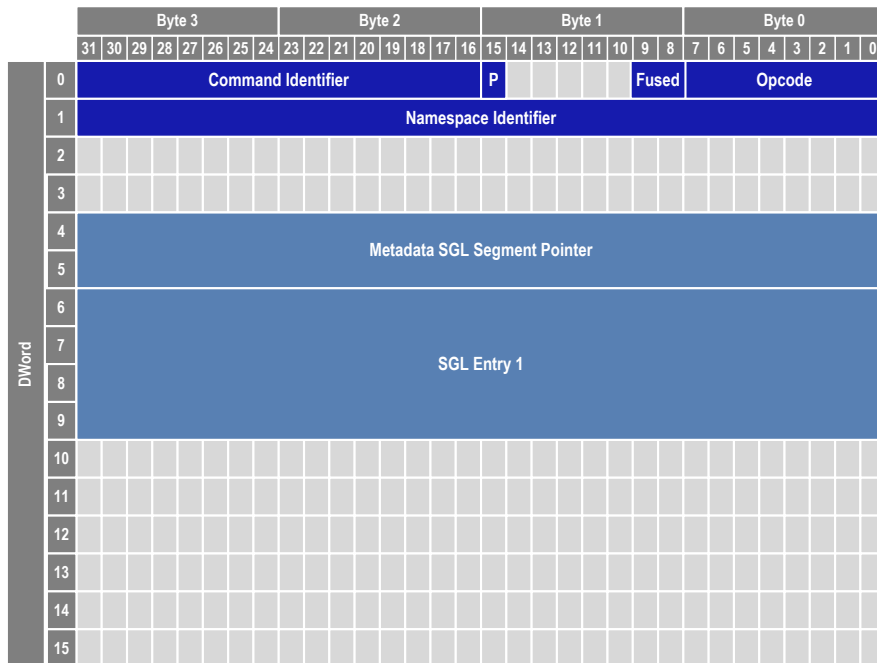 Byte 3 Byte 2 Byte 1 Byte 0
31 30 29 28 27 26 25 24 23 22 21 20 19 18 17 16 15 14 13 12 11 10 9 8 7 6 5 4 3 2 1 0
DWord
0 Command Identifier P Fused Opcode
1 Namespace Identifier
2
3
4
Metadata SGL Segment Pointer
5
6
7
SGL Entry 1
8
9
10
11
12
13
14
15